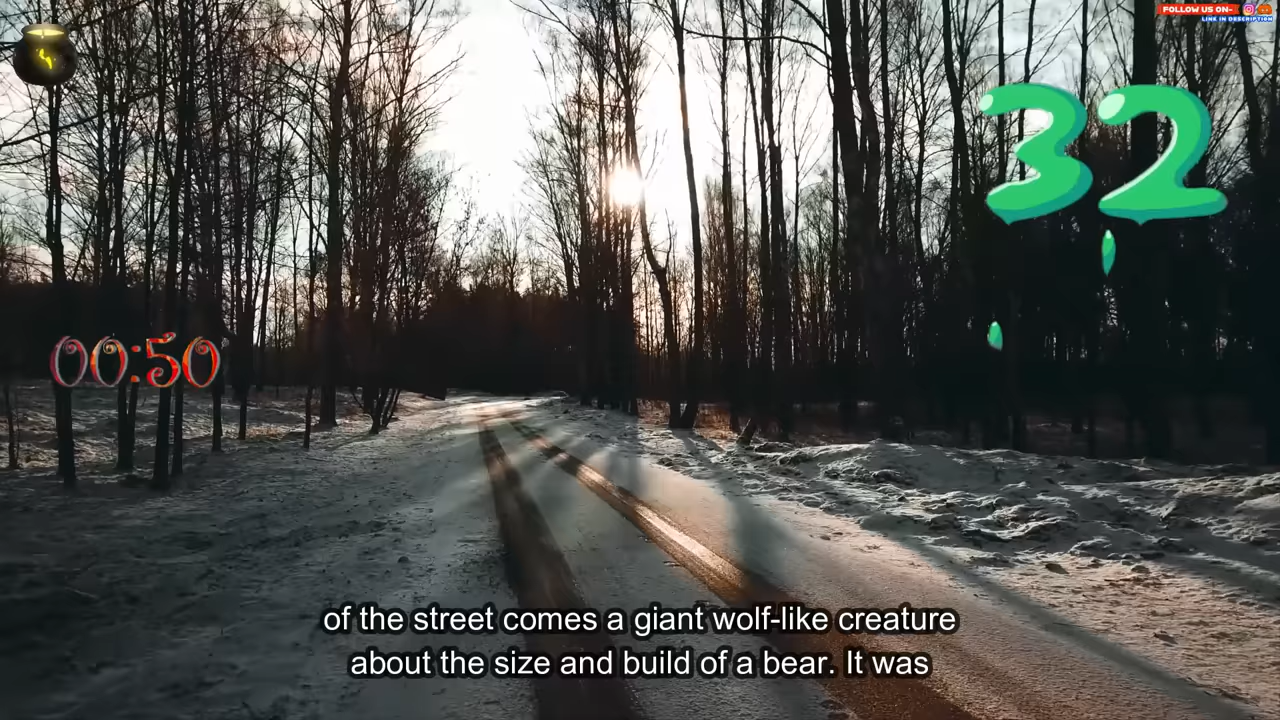 FOLLOW US ON-
LINK IN DESCRIPTION
32
00:50
of the street comes a giant wolf-like creature
about the size and build of a bear. It was